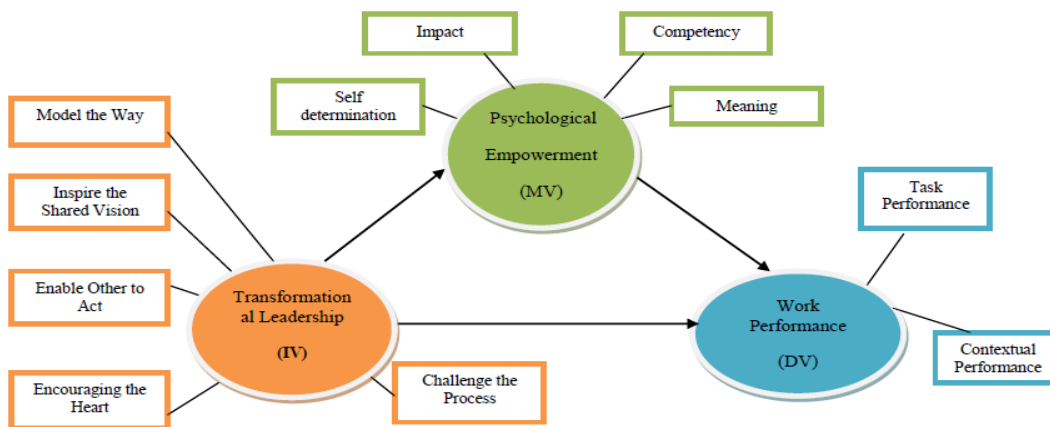 Impact
Competency
Self
determination
Meaning
Psychological
Empowerment
(MV)
Model the Way
Inspire the
Shared Vision
Enable Other to
Act
Encouraging the
Heart
Transformation
al Leadership
(IV)
Challenge the
Process
Work
Performance
(DV)
Task
Performance
Contextual
Performance